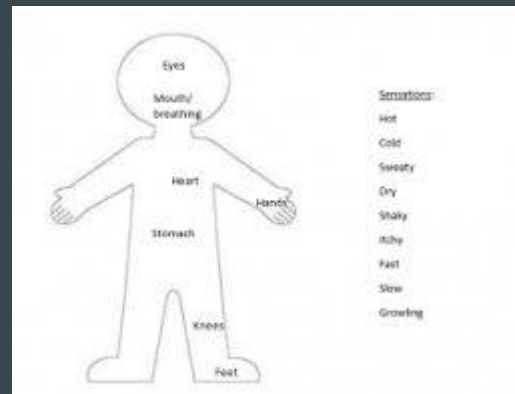 Eyes
Mouth/
breathing
Heart
Hands
Stomach
Knees
Feet
Sensations:
Hot
Cold
Sweaty
Dry
Shaky
Itchy
Fast
Slow
Growling